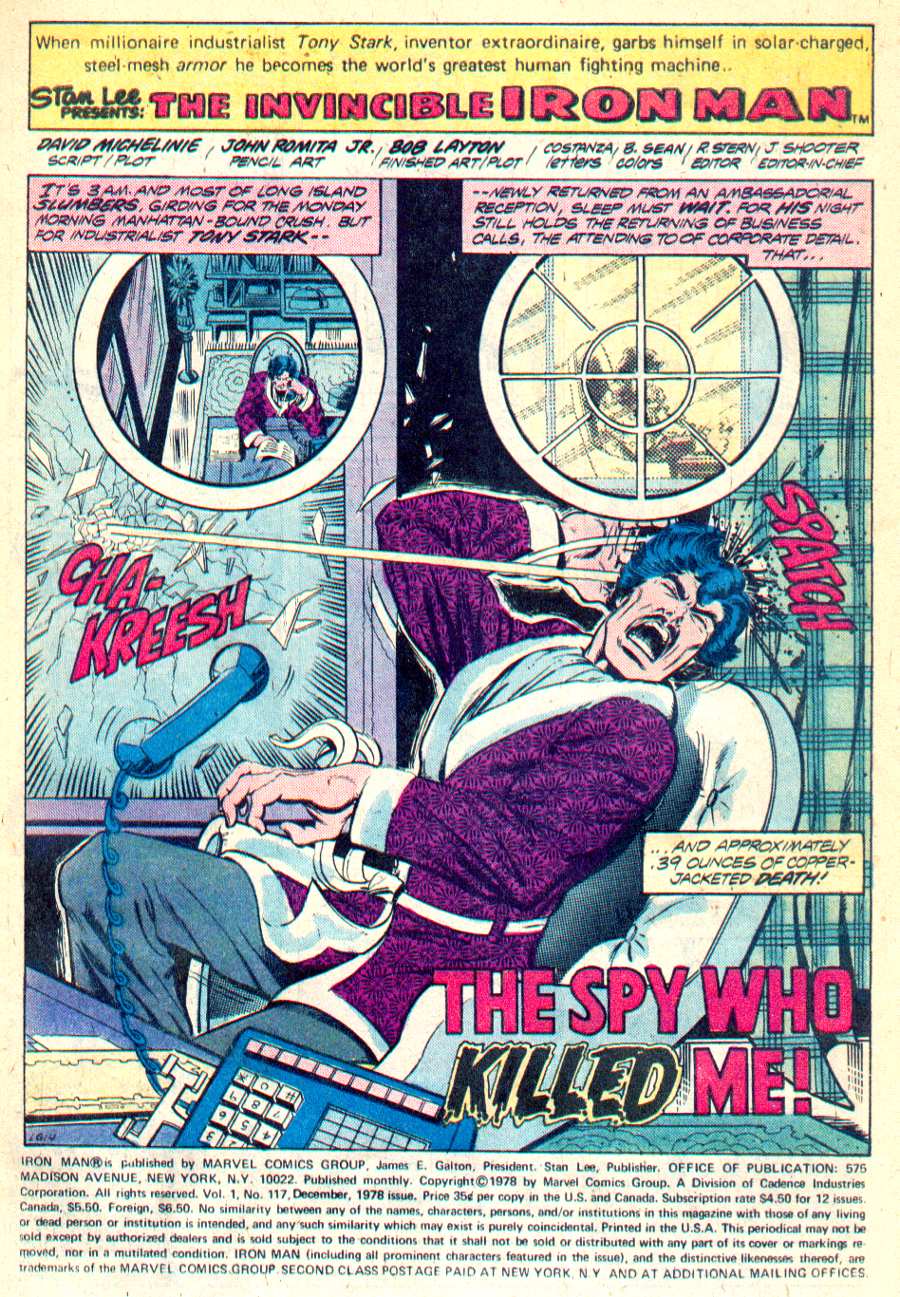 When millionaire industrialist Tony Stark, inventor extraordinaire, garbs himself in solar-charged,
steel-mesh armor he becomes the world's greatest human fighting machine..
Stan Lee
PRESENTS:
THE INVINCIBLE IRON MAN™
DAVID MICHELINIE
SCRIPT/PLOT
JOHN ROMITA JR.
PENCIL ART
BOB LAYTON
FINISHED ART/PLOT
COSTANZA,
letters
B. SEAN
colors
R. STERN
EDITOR
J. SHOOTER
EDITOR-IN-CHIEF
IT'S 3 A.M. AND MOST OF LONG ISLAND
SLUMBERS, GIRDING FOR THE MONDAY
MORNING MANHATTAN-BOUND CRUSH. BUT
FOR INDUSTRIALIST TONY STARK--
--NEWLY RETURNED FROM AN AMBASSADORIAL
RECEPTION, SLEEP MUST WAIT. FOR HIS NIGHT
STILL HOLDS THE RETURNING OF BUSINESS
CALLS, THE ATTENDING TO OF CORPORATE DETAIL.
THAT...
CHA-
KREESH
SPATCH
...AND APPROXIMATELY
.39 OUNCES OF COPPER-
JACKETED DEATH!
THE SPY WHO
KILLED ME!
IRON MAN® is published by MARVEL COMICS GROUP, James E. Galton, President. Stan Lee, Publisher. OFFICE OF PUBLICATION: 575
MADISON AVENUE, NEW YORK, N.Y. 10022. Published monthly. Copyright © 1978 by Marvel Comics Group. A Division of Cadence Industries
Corporation. All rights reserved. Vol. 1, No. 117, December, 1978 issue. Price 35¢ per copy in the U.S. and Canada. Subscription rate $4.50 for 12 issues.
Canada, $5.50. Foreign, $6.50. No similarity between any of the names, characters, persons, and/or institutions in this magazine with those of any living
or dead person or institution is intended, and any such similarity which may exist is purely coincidental. Printed in the U.S.A. This periodical may not be
sold except by authorized dealers and is sold subject to the conditions that it shall not be sold or distributed with any part of its cover or markings re-
moved, nor in a mutilated condition. IRON MAN (including all prominent characters featured in the issue), and the distinctive likenesses thereof, are
trademarks of the MARVEL COMICS GROUP. SECOND CLASS POSTAGE PAID AT NEW YORK, N.Y. AND AT ADDITIONAL MAILING OFFICES.